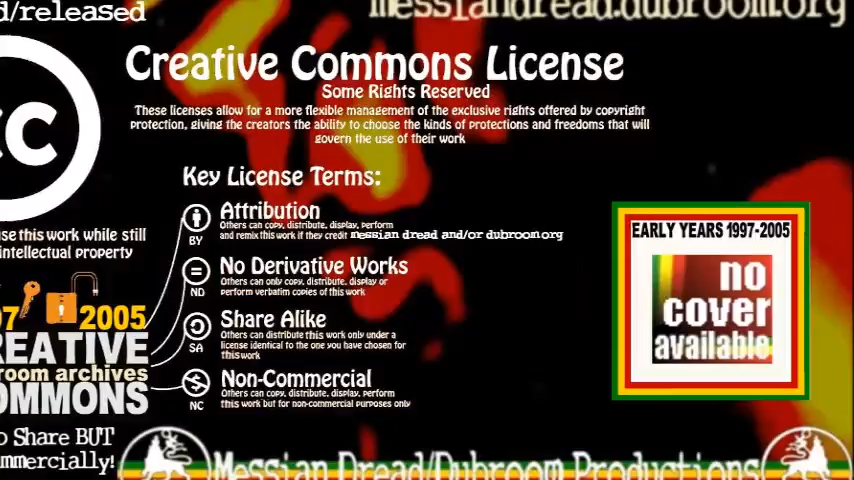 d/released
messiandread.dubroom.org
Creative Commons License
Some Rights Reserved
These licenses allow for a more flexible management of the exclusive rights offered by copyright
protection, giving the creators the ability to choose the kinds of protections and freedoms that will
govern the use of their work
cc
Key License Terms:
Attribution
Others can copy, distribute, display, perform
and remix this work if they credit messian dread and/or dubroom.org
BY
No Derivative Works
Others can only copy, distribute, display or
perform verbatim copies of this work
ND
Share Alike
Others can distribute this work only under a
license identical to the one you have chosen for
this work
SA
Non-Commercial
Others can copy, distribute, display, perform
this work but for non-commercial purposes only
NC
use this work while still
intellectual property
97 2005
REATIVE
room archives
OMMONS
o Share BUT
mmercially!
EARLY YEARS 1997-2005
no
cover
available
Messian Dread/Dubroom Productions